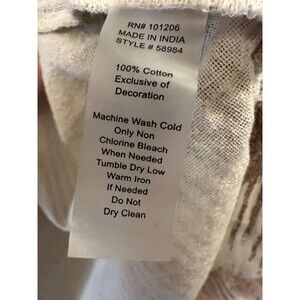 RN# 101206
MADE IN INDIA
STYLE # 58984
100% Cotton
Exclusive of
Decoration
Machine Wash Cold
Only Non
Chlorine Bleach
When Needed
Tumble Dry Low
Warm Iron
If Needed
Do Not
Dry Clean